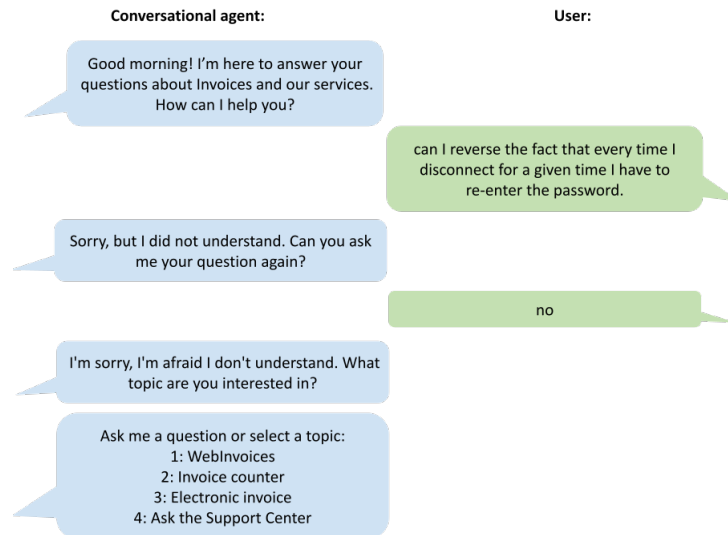 Conversational agent:
User:
Good morning! I’m here to answer your
questions about Invoices and our services.
How can I help you?
can I reverse the fact that every time I
disconnect for a given time I have to
re-enter the password.
Sorry, but I did not understand. Can you ask
me your question again?
no
I'm sorry, I'm afraid I don't understand. What
topic are you interested in?
Ask me a question or select a topic:
1: WebInvoices
2: Invoice counter
3: Electronic invoice
4: Ask the Support Center